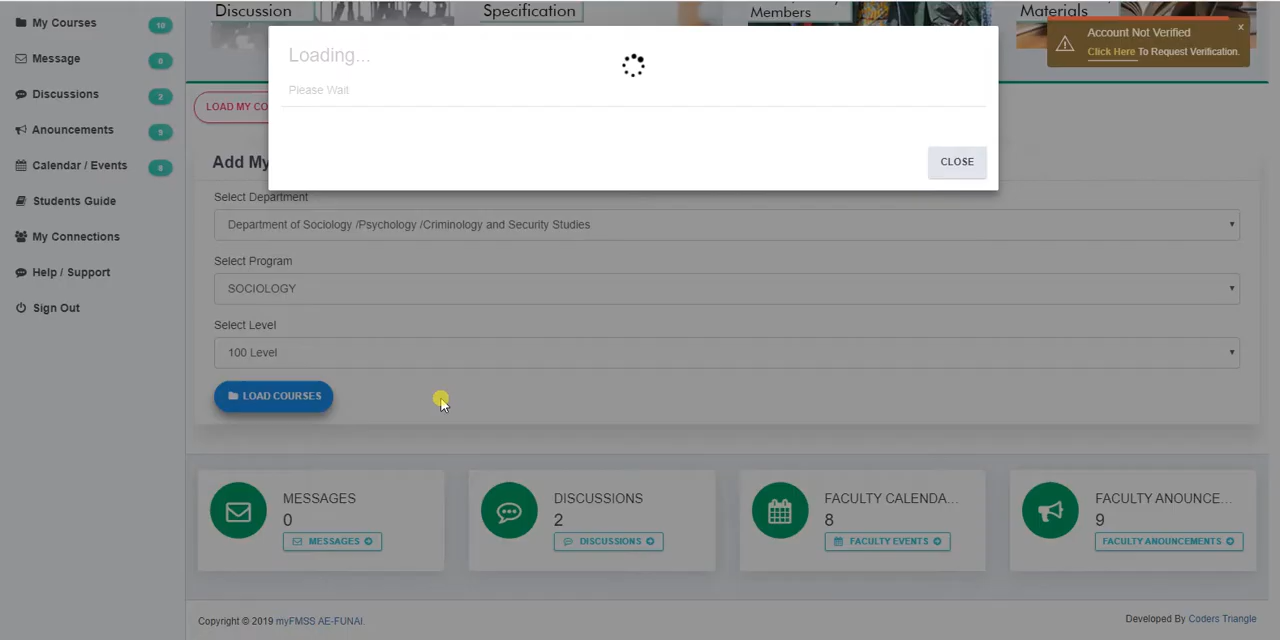 My Courses
10
Message
0
Discussions
2
Anouncements
Calendar / Events
8
Students Guide
My Connections
Help / Support
Sign Out
Discussion
Specification
Members
Materials
Account Not Verified
x
Click Here To Request Verification.
Loading...
Please Wait
CLOSE
LOAD MY CO
Add My
Select Department
Department of Sociology /Psychology /Criminology and Security Studies
Select Program
SOCIOLOGY
Select Level
100 Level
LOAD COURSES
MESSAGES
0
MESSAGES
DISCUSSIONS
2
DISCUSSIONS
FACULTY CALENDA...
8
FACULTY EVENTS
FACULTY ANOUNCE...
9
FACULTY ANOUNCEMENTS
Copyright © 2019 myFMSS AE-FUNAI.
Developed By Coders Triangle